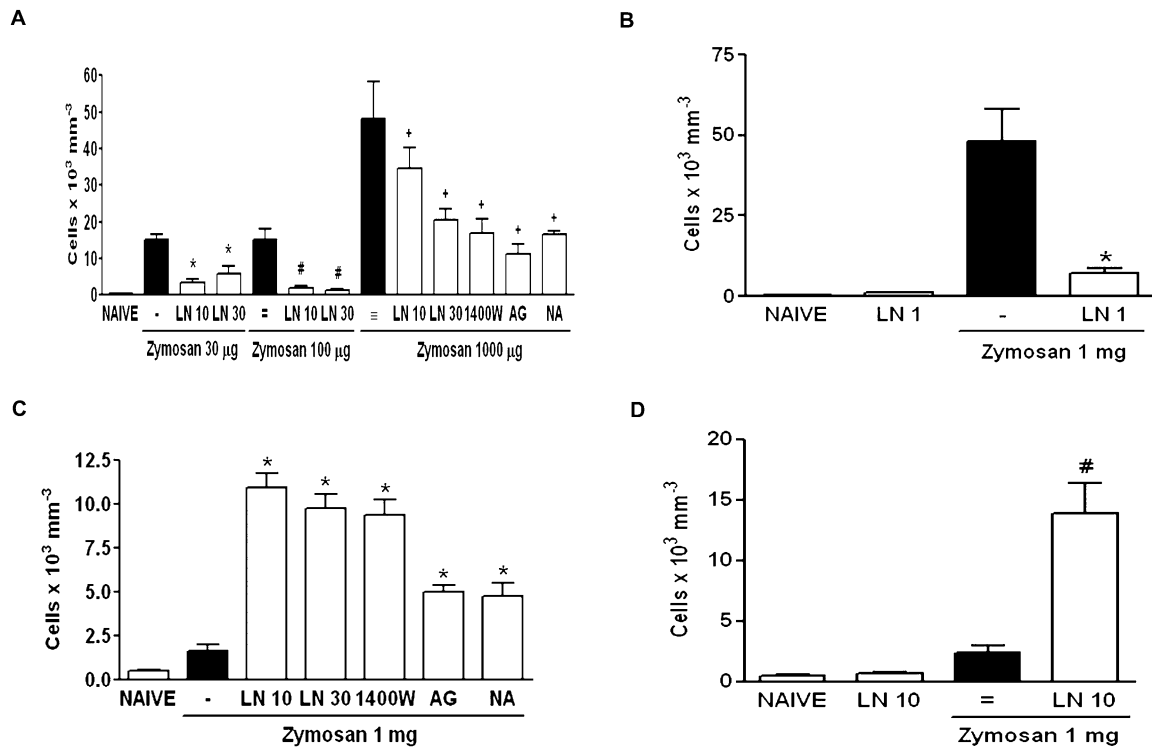 A
Cells x 10³ mm⁻³
60
50
40
30
20
10
0
* * # # + + + + +
NAIVE - LN 10 LN 30 = LN 10 LN 30 ≡ LN 10 LN 30 1400W AG NA
Zymosan 30 µg Zymosan 100 µg Zymosan 1000 µg
B
Cells x 10³ mm⁻³
75
50
25
0
*
NAIVE LN 1 - LN 1
Zymosan 1 mg
C
Cells x 10³ mm⁻³
12.5
10.0
7.5
5.0
2.5
0.0
* * * * *
NAIVE - LN 10 LN 30 1400W AG NA
Zymosan 1 mg
D
Cells x 10³ mm⁻³
20
15
10
5
0
#
NAIVE LN 10 = LN 10
Zymosan 1 mg